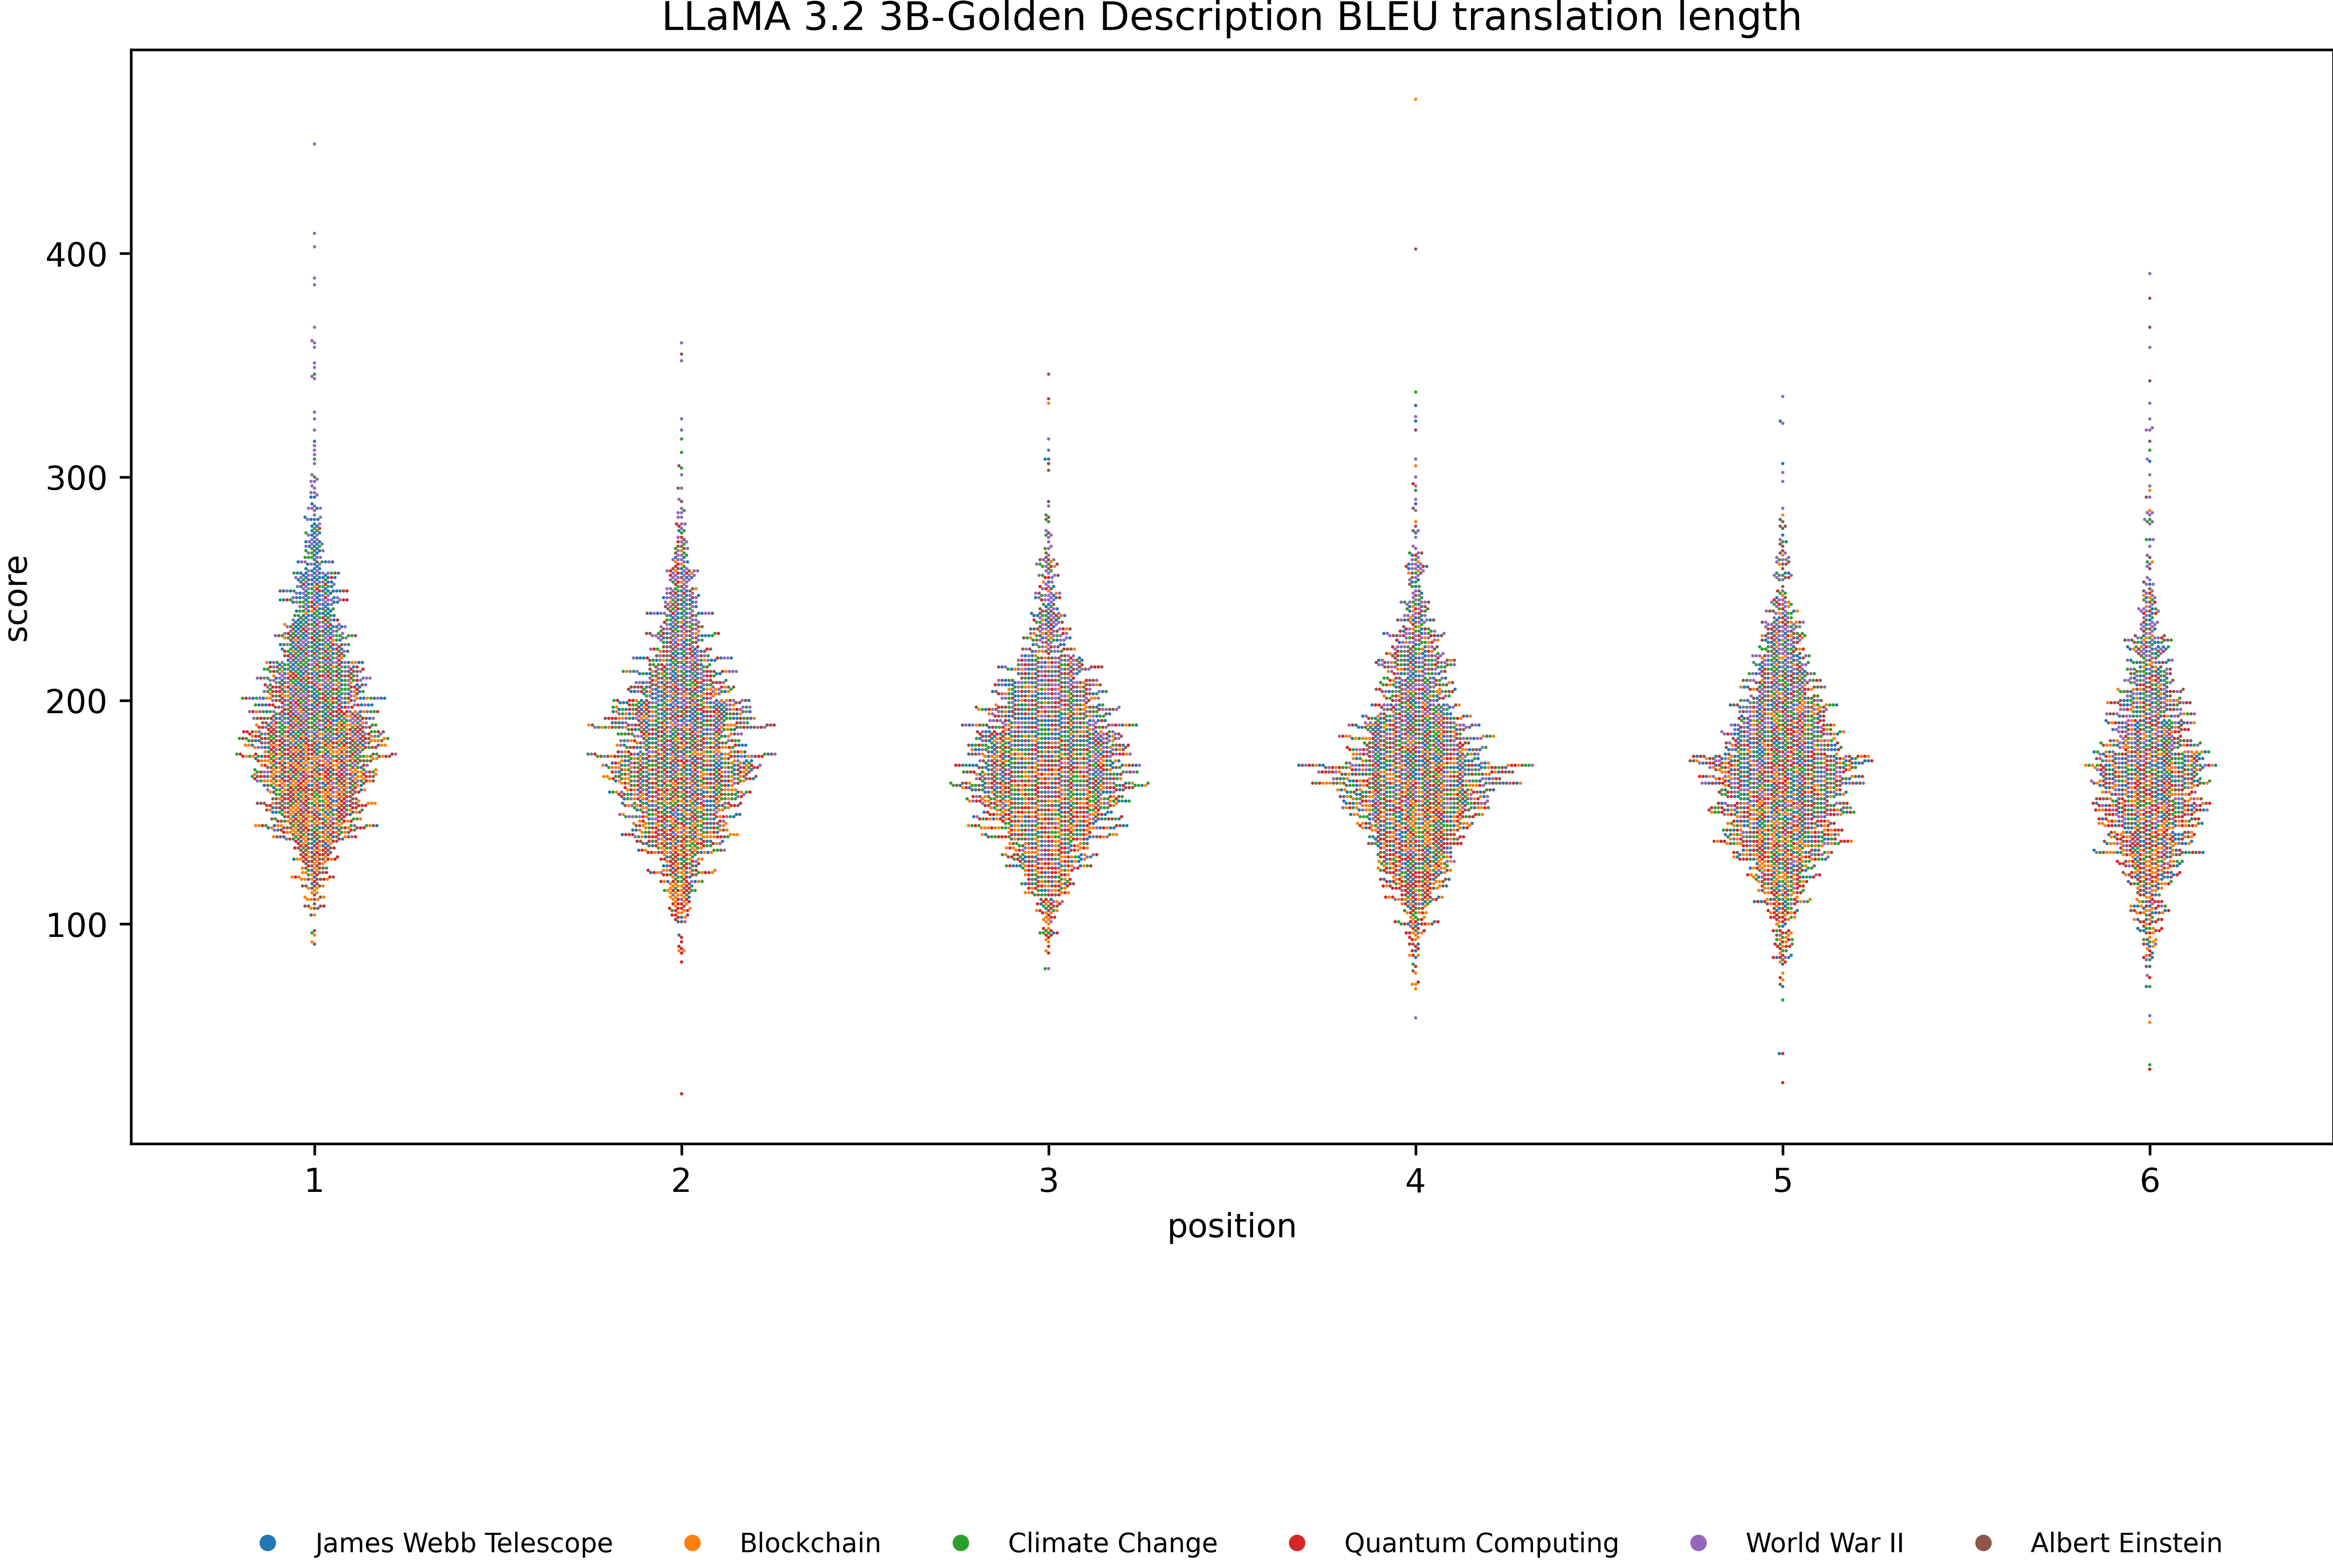 LLaMA 3.2 3B-Golden Description BLEU translation length
score
400
300
200
100
1 2 3 4 5 6
position
James Webb Telescope Blockchain Climate Change Quantum Computing World War II Albert Einstein